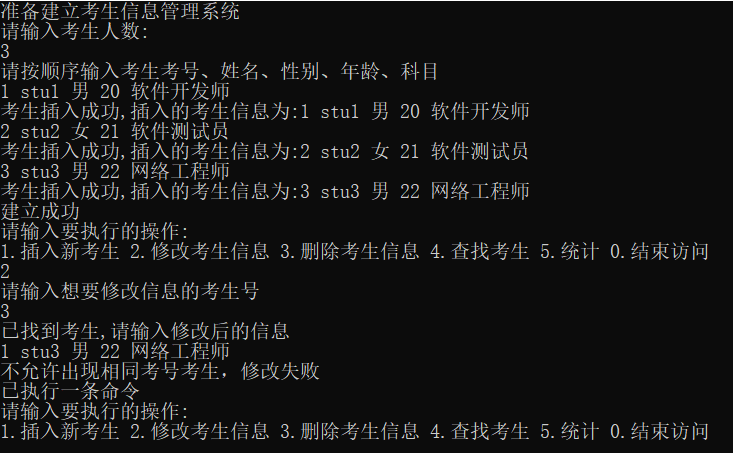 准备建立考生信息管理系统
请输入考生人数:
3
请按顺序输入考生考号、姓名、性别、年龄、科目
1 stu1 男 20 软件开发师
考生插入成功,插入的考生信息为:1 stu1 男 20 软件开发师
2 stu2 女 21 软件测试员
考生插入成功,插入的考生信息为:2 stu2 女 21 软件测试员
3 stu3 男 22 网络工程师
考生插入成功,插入的考生信息为:3 stu3 男 22 网络工程师
建立成功
请输入要执行的操作:
1.插入新考生 2.修改考生信息 3.删除考生信息 4.查找考生 5.统计 0.结束访问
2
请输入想要修改信息的考生号
3
已找到考生,请输入修改后的信息
1 stu3 男 22 网络工程师
不允许出现相同考号考生，修改失败
已执行一条命令
请输入要执行的操作:
1.插入新考生 2.修改考生信息 3.删除考生信息 4.查找考生 5.统计 0.结束访问